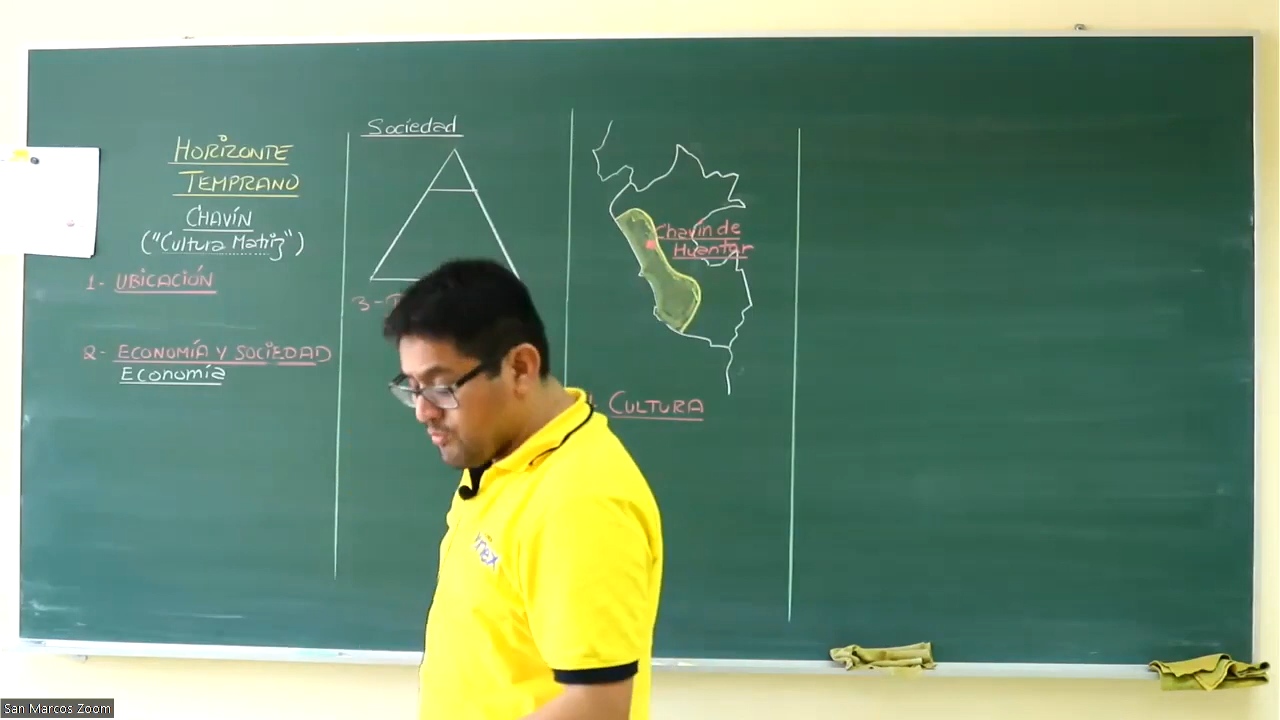 HORIZONTE
TEMPRANO
CHAVÍN
("Cultura Matriz")
1- UBICACIÓN
2- ECONOMÍA Y SOCIEDAD
Economía
Sociedad
3-
Chavín de
Huantar
CULTURA
San Marcos Zoom